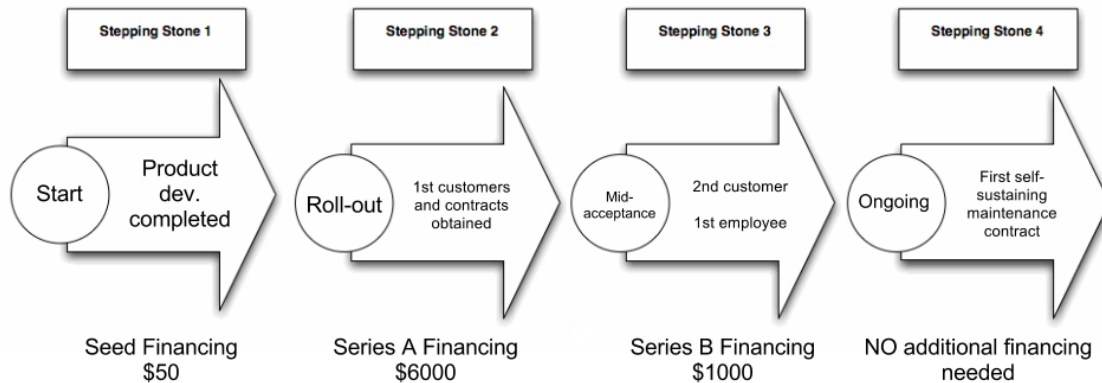 Stepping Stone 1
Stepping Stone 2
Stepping Stone 3
Stepping Stone 4
Start
Product
dev.
completed
Roll-out
1st customers
and contracts
obtained
Mid-
acceptance
2nd customer
1st employee
Ongoing
First self-
sustaining
maintenance
contract
Seed Financing
$50
Series A Financing
$6000
Series B Financing
$1000
NO additional financing
needed